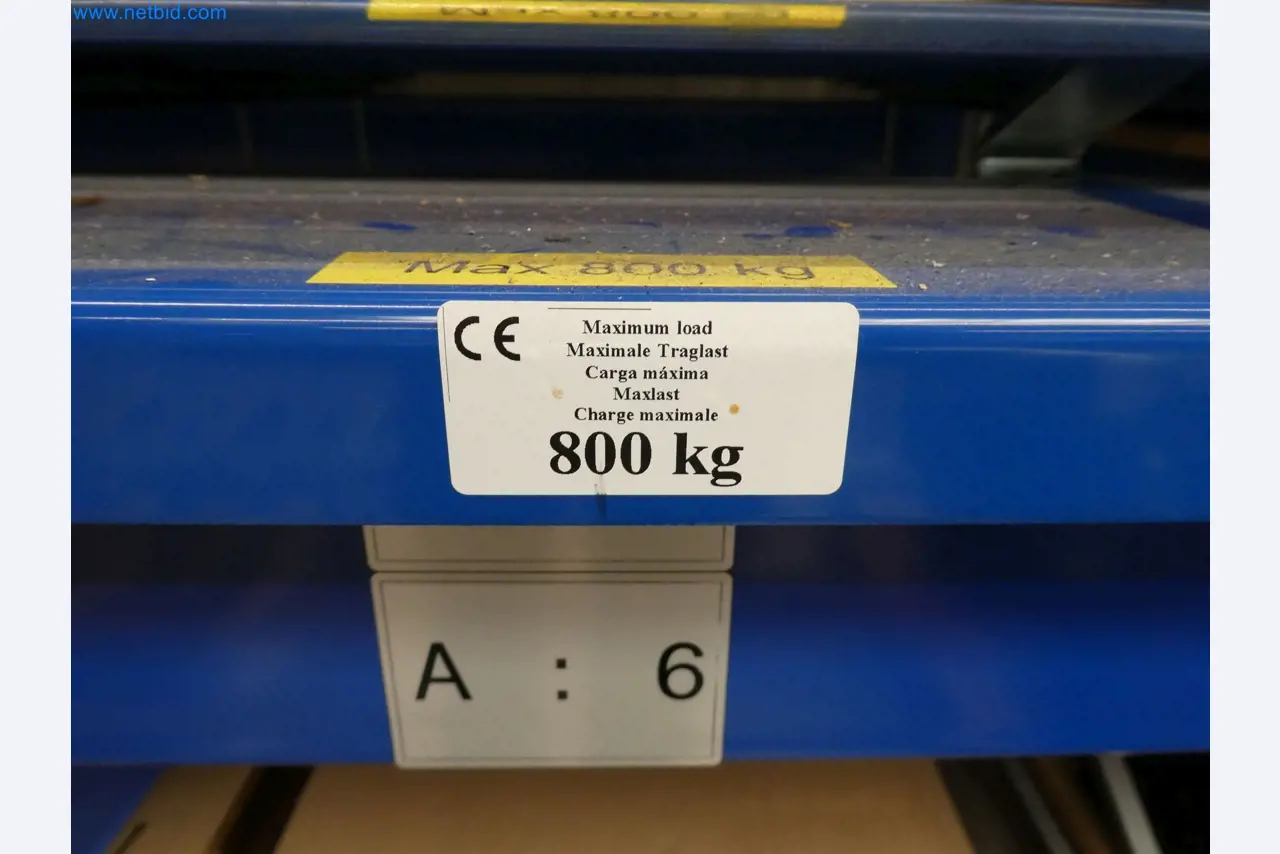 www.netbid.com
Max 800 kg
CE
Maximum load
Maximale Traglast
Carga máxima
Maxlast
Charge maximale
800 kg
A : 6